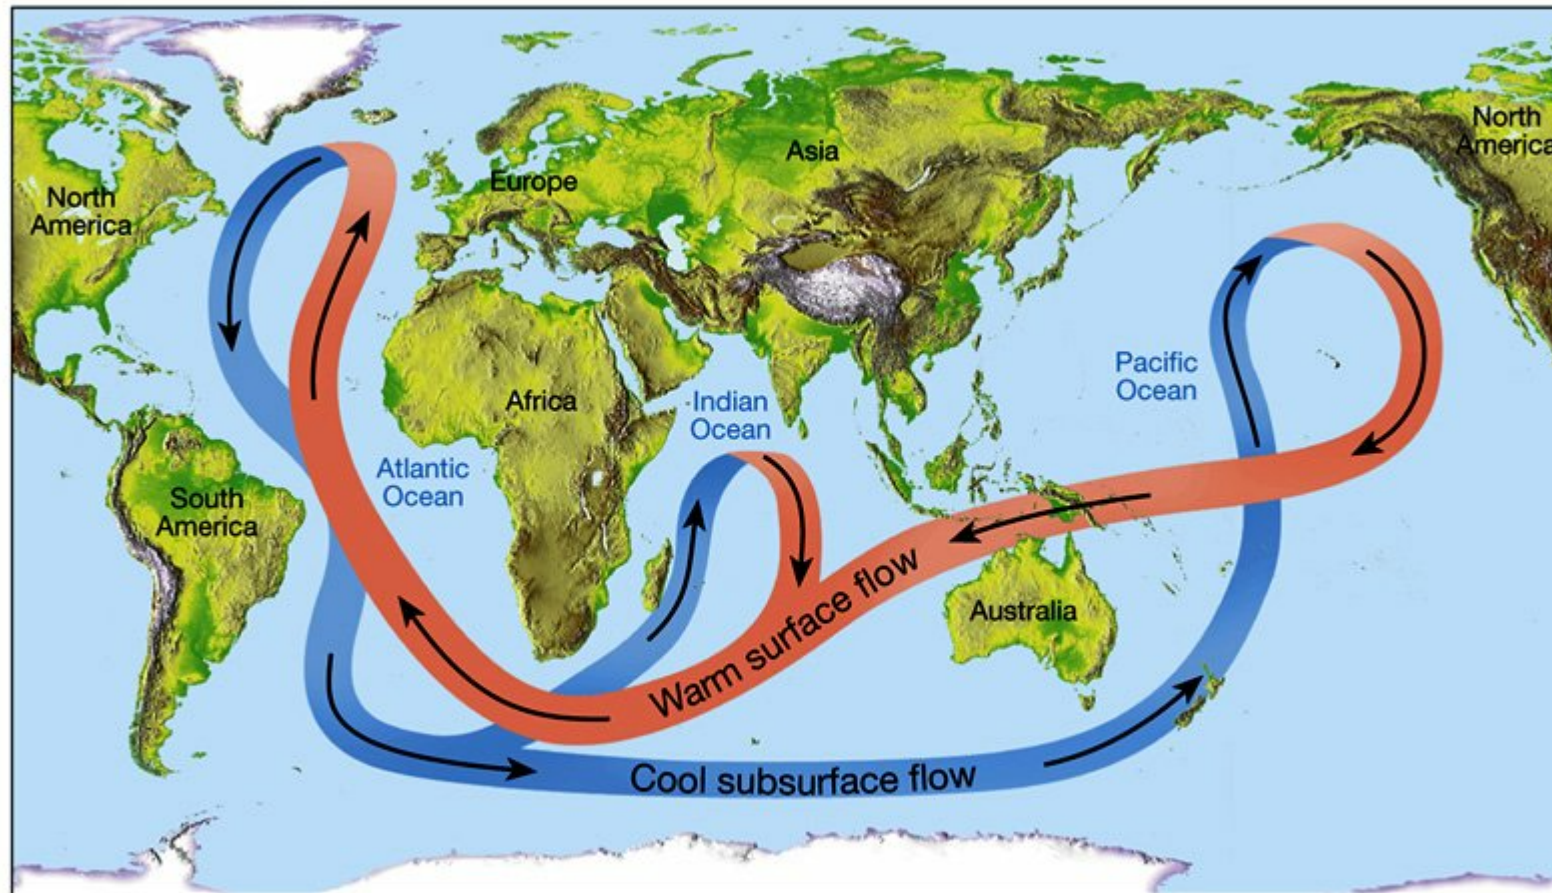 North
America
Asia
North
America
Europe
Pacific
Ocean
Africa
Indian
Ocean
Atlantic
Ocean
South
America
Australia
Warm surface flow
Cool subsurface flow